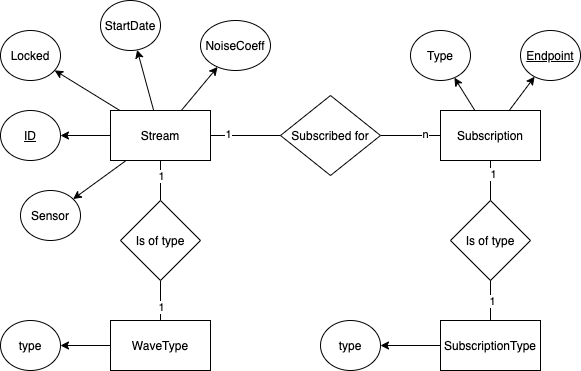 StartDate
NoiseCoeff
Locked
Type
Endpoint
ID
Stream
1
Subscribed for
n
Subscription
Sensor
1
1
Is of type
Is of type
1
1
type
WaveType
type
SubscriptionType